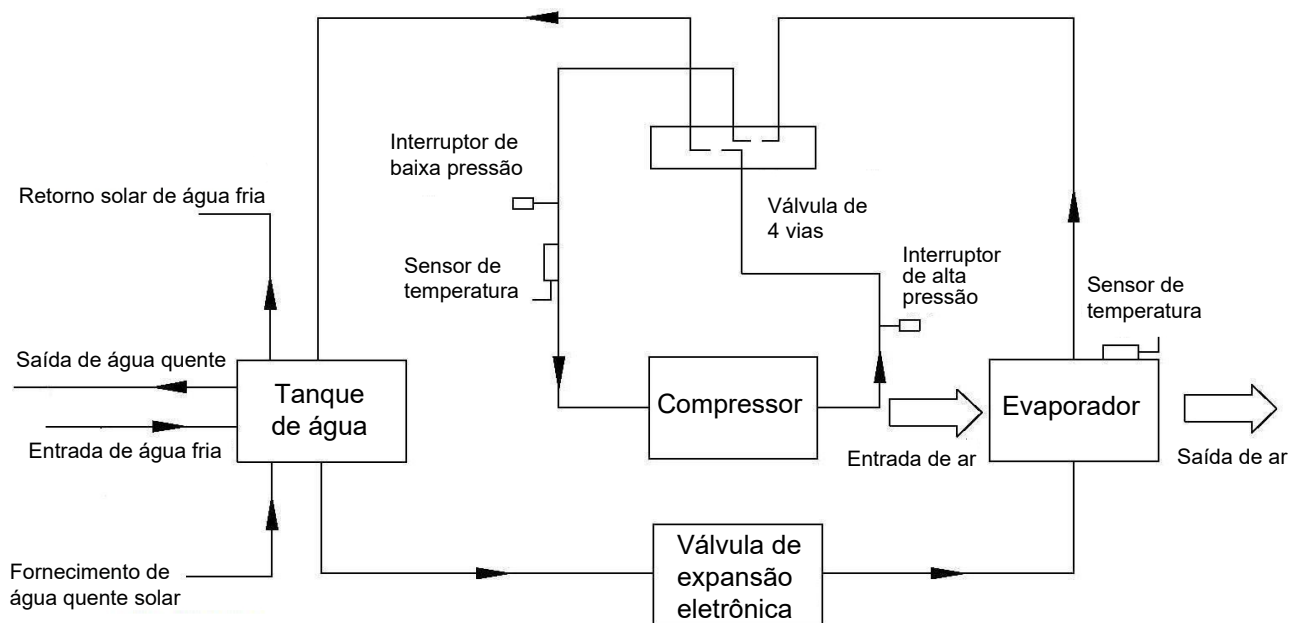 Interruptor de
baixa pressão
Retorno solar de água fria
Válvula de
4 vias
Interruptor
de alta
pressão
Sensor de
temperatura
Sensor de
temperatura
Saída de água quente
Tanque
de água
Compressor
Evaporador
Entrada de água fria
Entrada de ar
Saída de ar
Fornecimento de
água quente solar
Válvula de
expansão
eletrônica